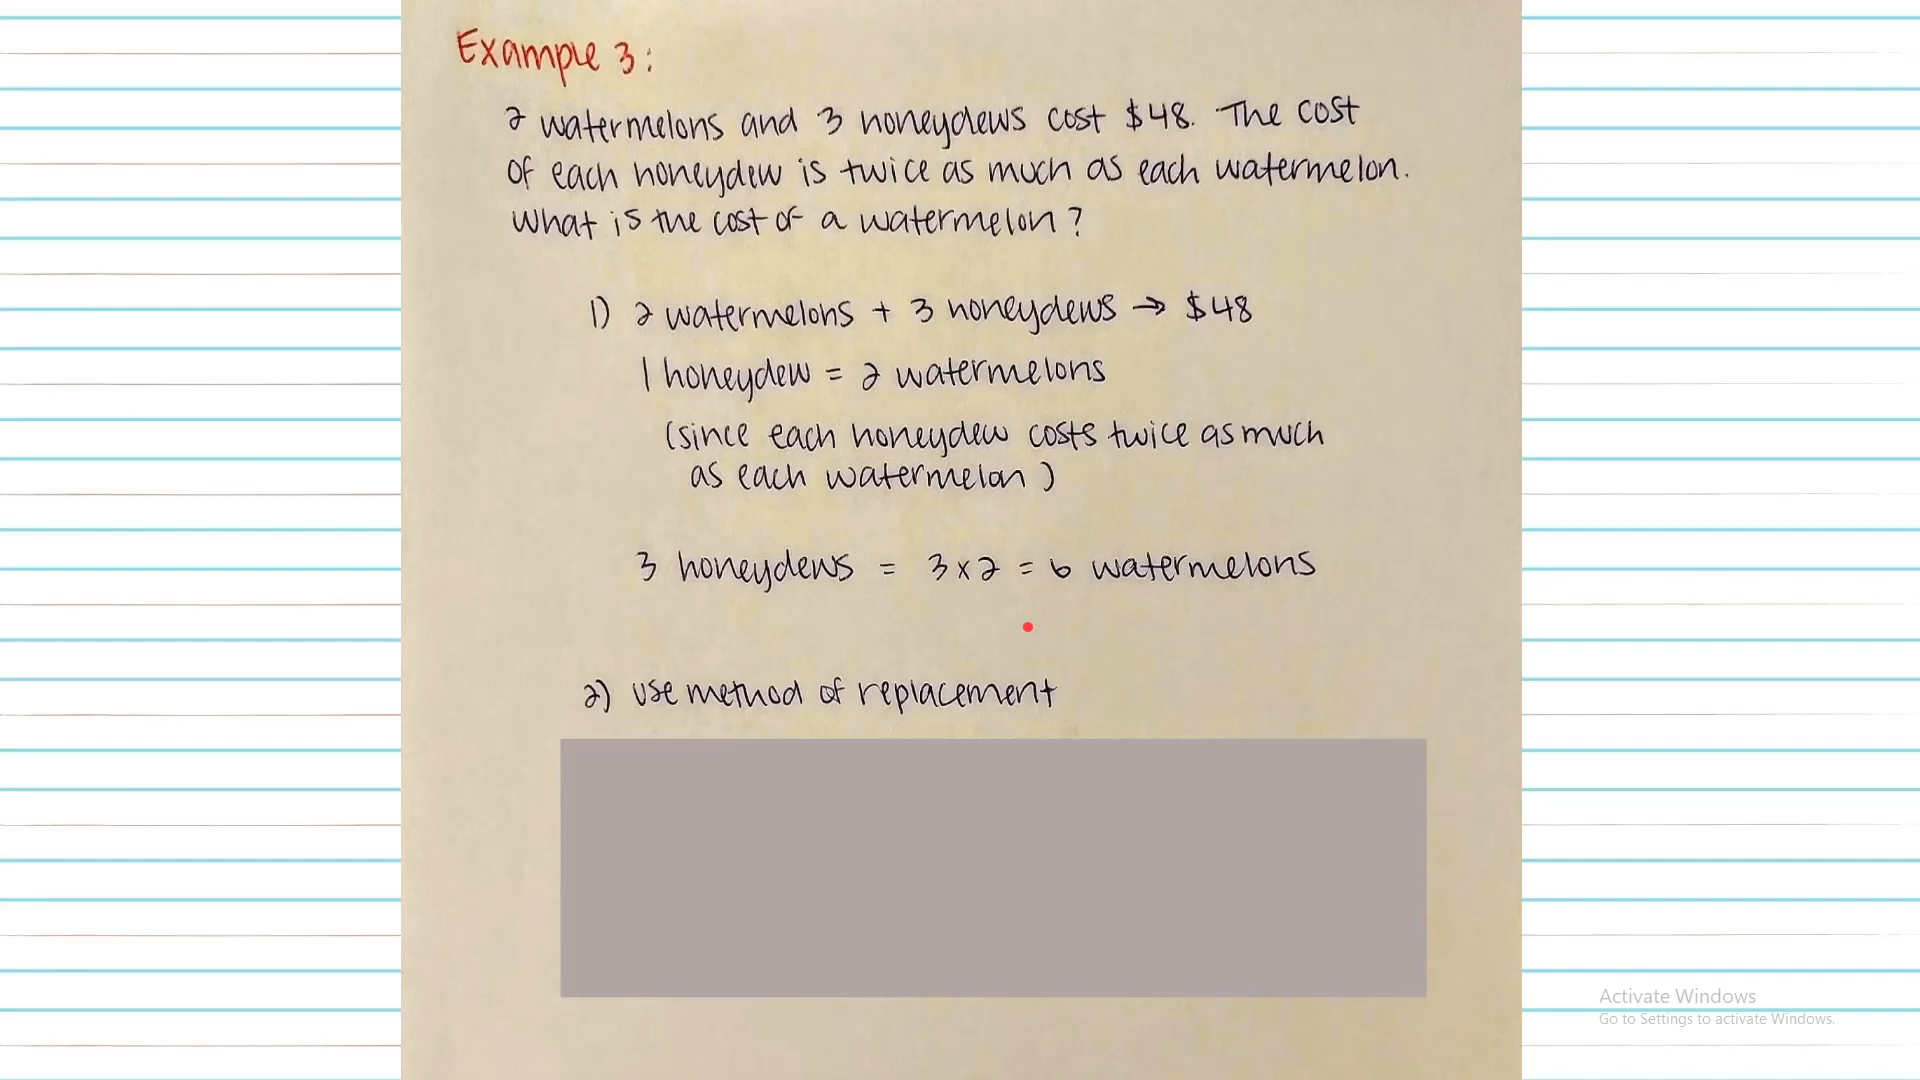 Example 3:
2 watermelons and 3 honeydews cost $48. The cost
of each honeydew is twice as much as each watermelon.
What is the cost of a watermelon?
1) 2 watermelons + 3 honeydews → $48
1 honeydew = 2 watermelons
(since each honeydew costs twice as much
as each watermelon)
3 honeydews = 3 x 2 = 6 watermelons
2) use method of replacement
Activate Windows
Go to Settings to activate Windows.